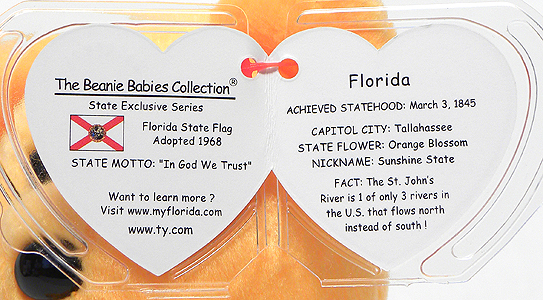 The Beanie Babies Collection®
State Exclusive Series
Florida State Flag
Adopted 1968
STATE MOTTO: "In God We Trust"
Want to learn more ?
Visit www.myflorida.com
www.ty.com
Florida
ACHIEVED STATEHOOD: March 3, 1845
CAPITOL CITY: Tallahassee
STATE FLOWER: Orange Blossom
NICKNAME: Sunshine State
FACT: The St. John's
River is 1 of only 3 rivers in
the U.S. that flows north
instead of south !